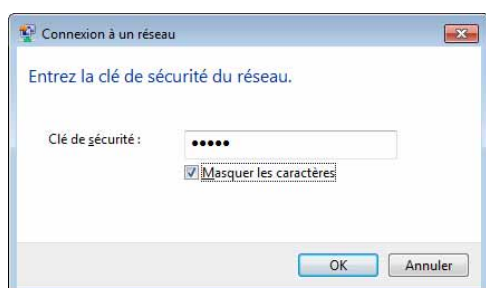 Connexion à un réseau
Entrez la clé de sécurité du réseau.
Clé de sécurité : •••••
Masquer les caractères
OK Annuler